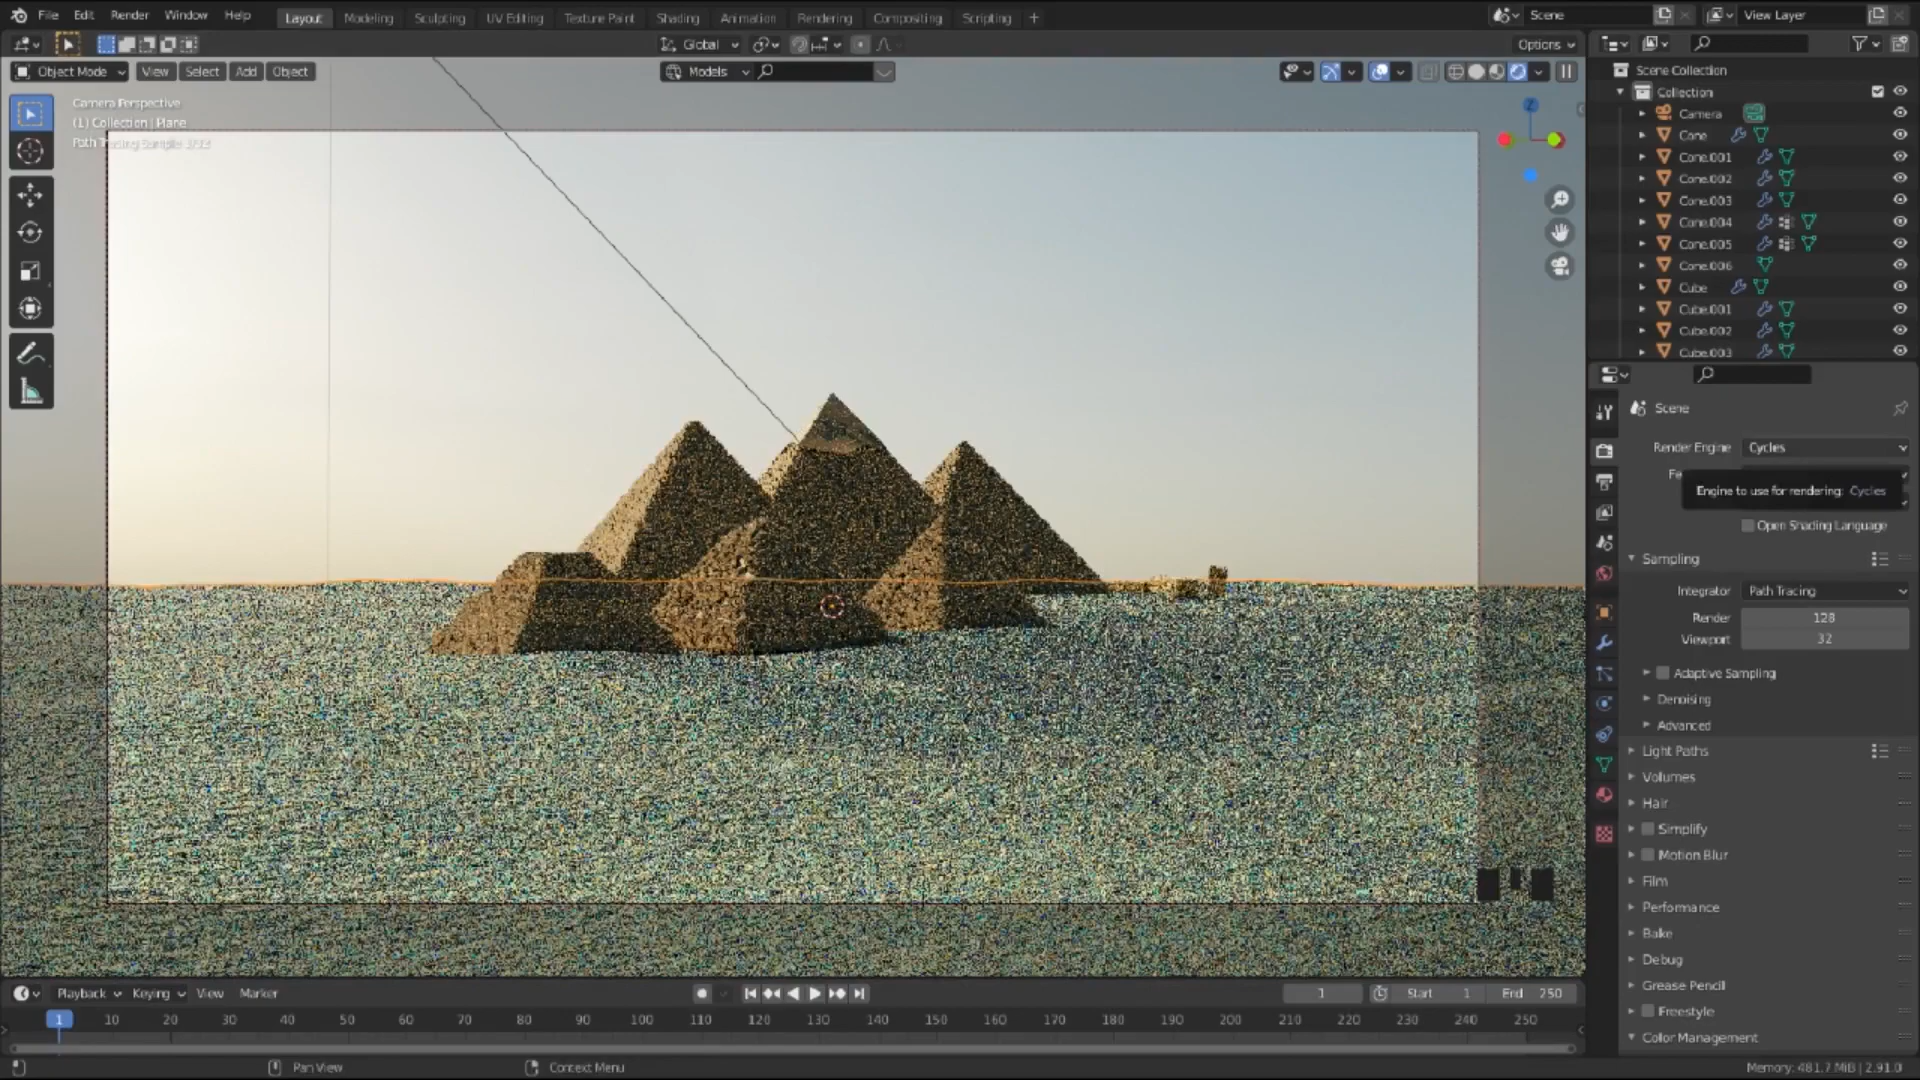 File Edit Render Window Help Layout Modeling Sculpting UV Editing Texture Paint Shading Animation Rendering Compositing Scripting + Scene View Layer
Global Options
Object Mode View Select Add Object Models
Camera Perspective
(1) Collection | Plane
Path Tracing Sample 1/32
Z
Scene Collection
Collection
Camera
Cone
Cone.001
Cone.002
Cone.003
Cone.004
Cone.005
Cone.006
Cube
Cube.001
Cube.002
Cube.003
Scene
Render Engine Cycles
Fe
Engine to use for rendering: Cycles
Open Shading Language
Sampling
Integrator Path Tracing
Render 128
Viewport 32
Adaptive Sampling
Denoising
Advanced
Light Paths
Volumes
Hair
Simplify
Motion Blur
Film
Performance
Bake
Debug
Grease Pencil
Freestyle
Color Management
Playback Keying View Marker 1 Start 1 End 250
1 10 20 30 40 50 60 70 80 90 100 110 120 130 140 150 160 170 180 190 200 210 220 230 240 250
Pan View Context Menu Memory: 481.7 MiB | 2.91.0